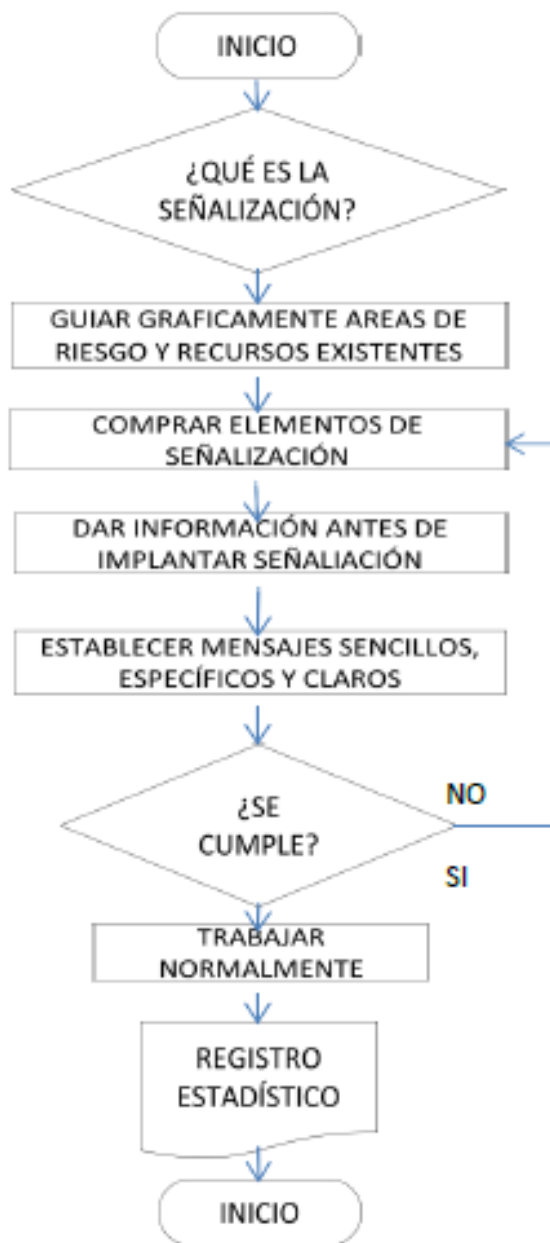 INICIO
¿QUÉ ES LA
SEÑALIZACIÓN?
GUIAR GRAFICAMENTE AREAS DE
RIESGO Y RECURSOS EXISTENTES
COMPRAR ELEMENTOS DE
SEÑALIZACIÓN
DAR INFORMACIÓN ANTES DE
IMPLANTAR SEÑALIACIÓN
ESTABLECER MENSAJES SENCILLOS,
ESPECÍFICOS Y CLAROS
¿SE
CUMPLE?
NO
SI
TRABAJAR
NORMALMENTE
REGISTRO
ESTADÍSTICO
INICIO